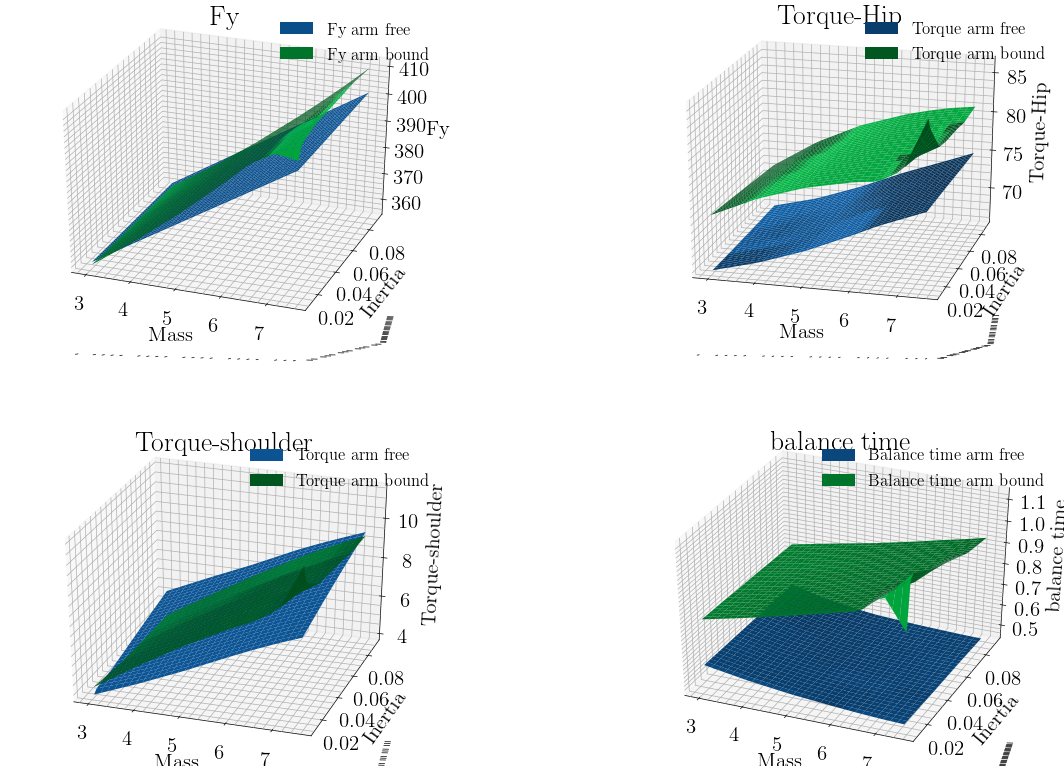 Fy
Fy arm free
Fy arm bound
410
400
390
380
370
360
Fy
0.08
0.06
0.04
0.02
Inertia
3
4
5
6
7
Mass
Torque-Hip
Torque arm free
Torque arm bound
85
80
75
70
Torque-Hip
0.08
0.06
0.04
0.02
Inertia
3
4
5
6
7
Mass
Torque-shoulder
Torque arm free
Torque arm bound
10
8
6
4
Torque-shoulder
0.08
0.06
0.04
0.02
Inertia
3
4
5
6
7
Mass
balance time
Balance time arm free
Balance time arm bound
1.1
1.0
0.9
0.8
0.7
0.6
0.5
balance time
0.08
0.06
0.04
0.02
Inertia
3
4
5
6
7
Mass